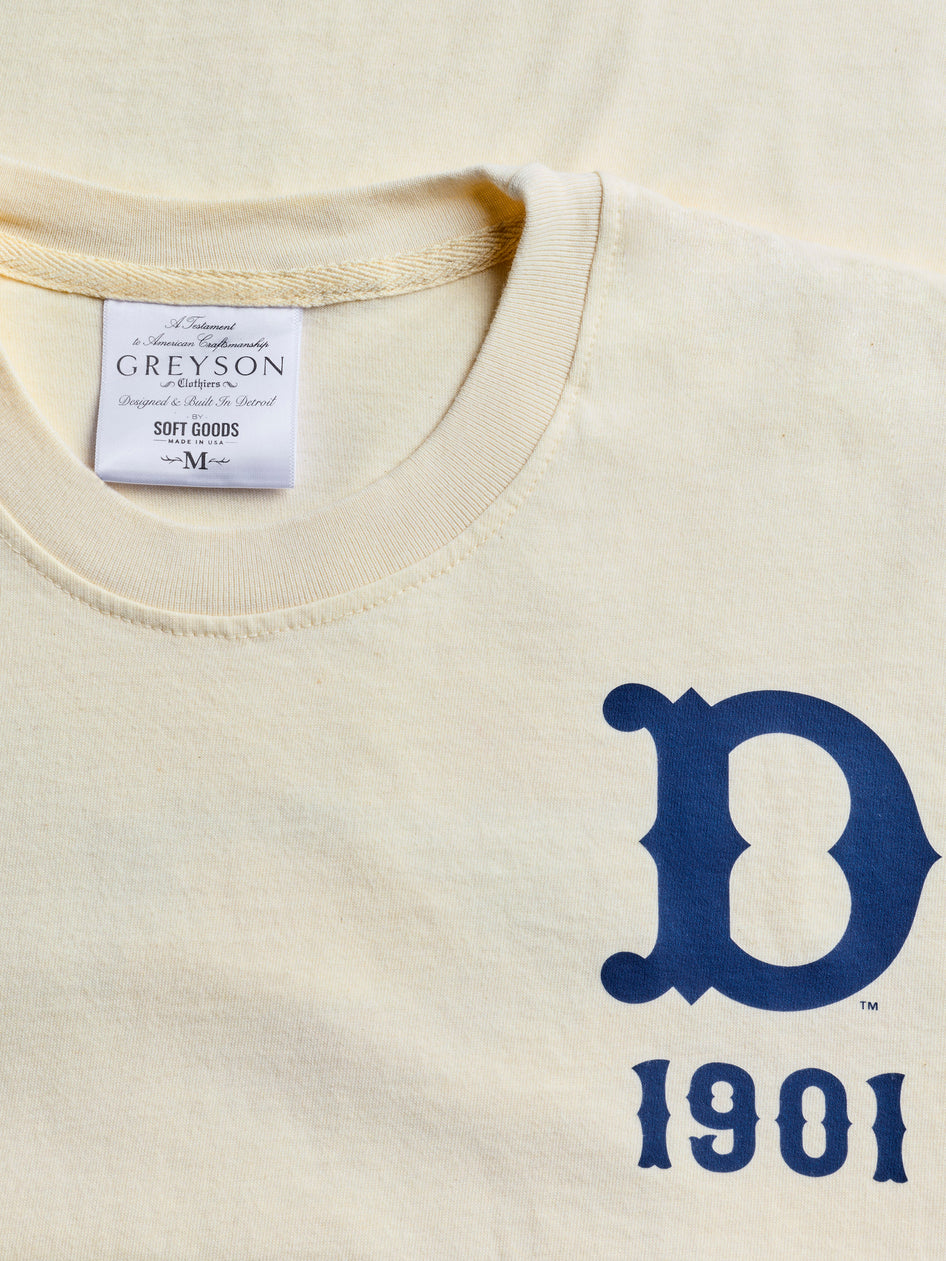 A Testament
to American Craftsmanship
GREYSON
Clothiers
Designed & Built In Detroit
- BY -
SOFT GOODS
MADE IN USA
M
D
TM
1901